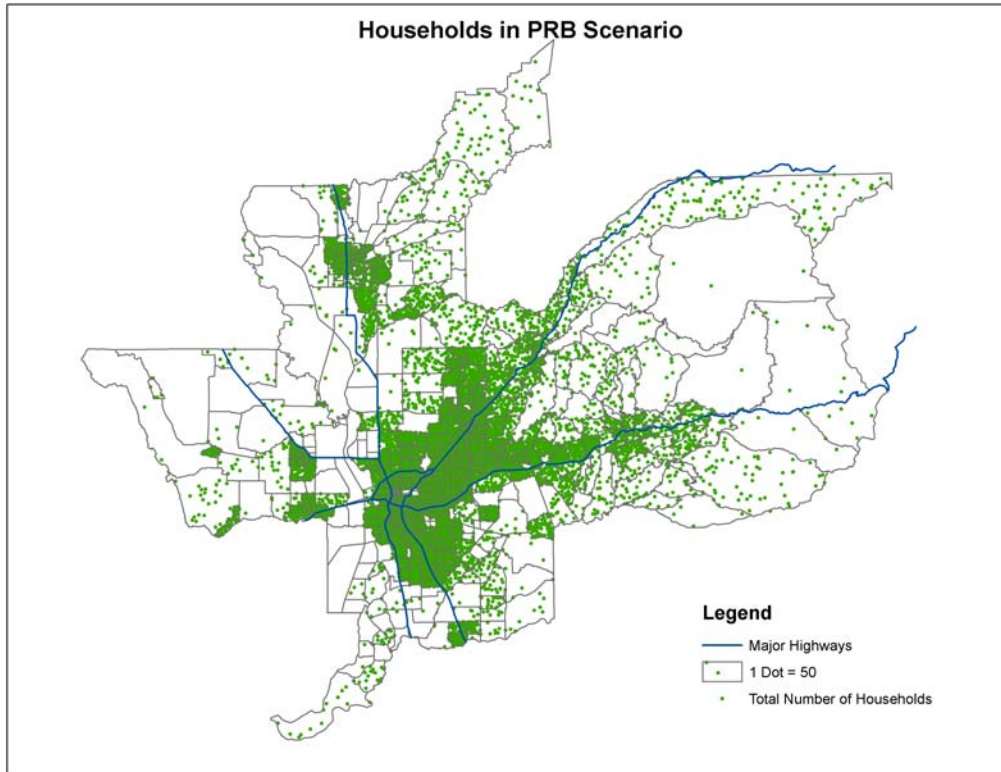 Households in PRB Scenario
Legend
Major Highways
1 Dot = 50
Total Number of Households